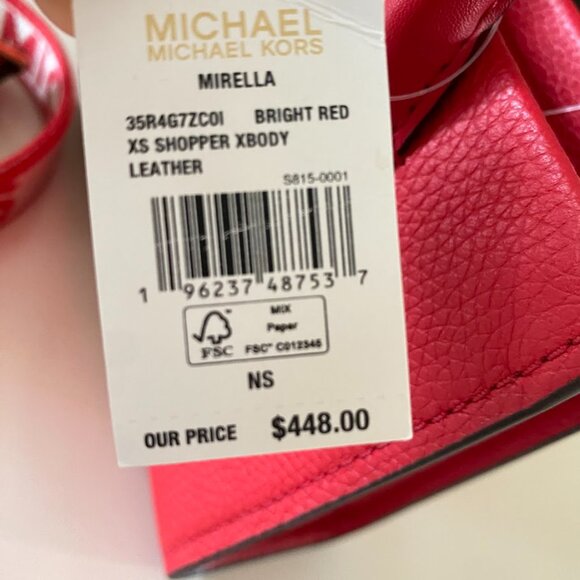 MICHAEL
MICHAEL KORS
MIRELLA
35R4G7ZC0I BRIGHT RED
XS SHOPPER XBODY
LEATHER
S815-0001
1 96237 48753 7
MIX
Paper
FSC
FSC® C012346
NS
OUR PRICE $448.00